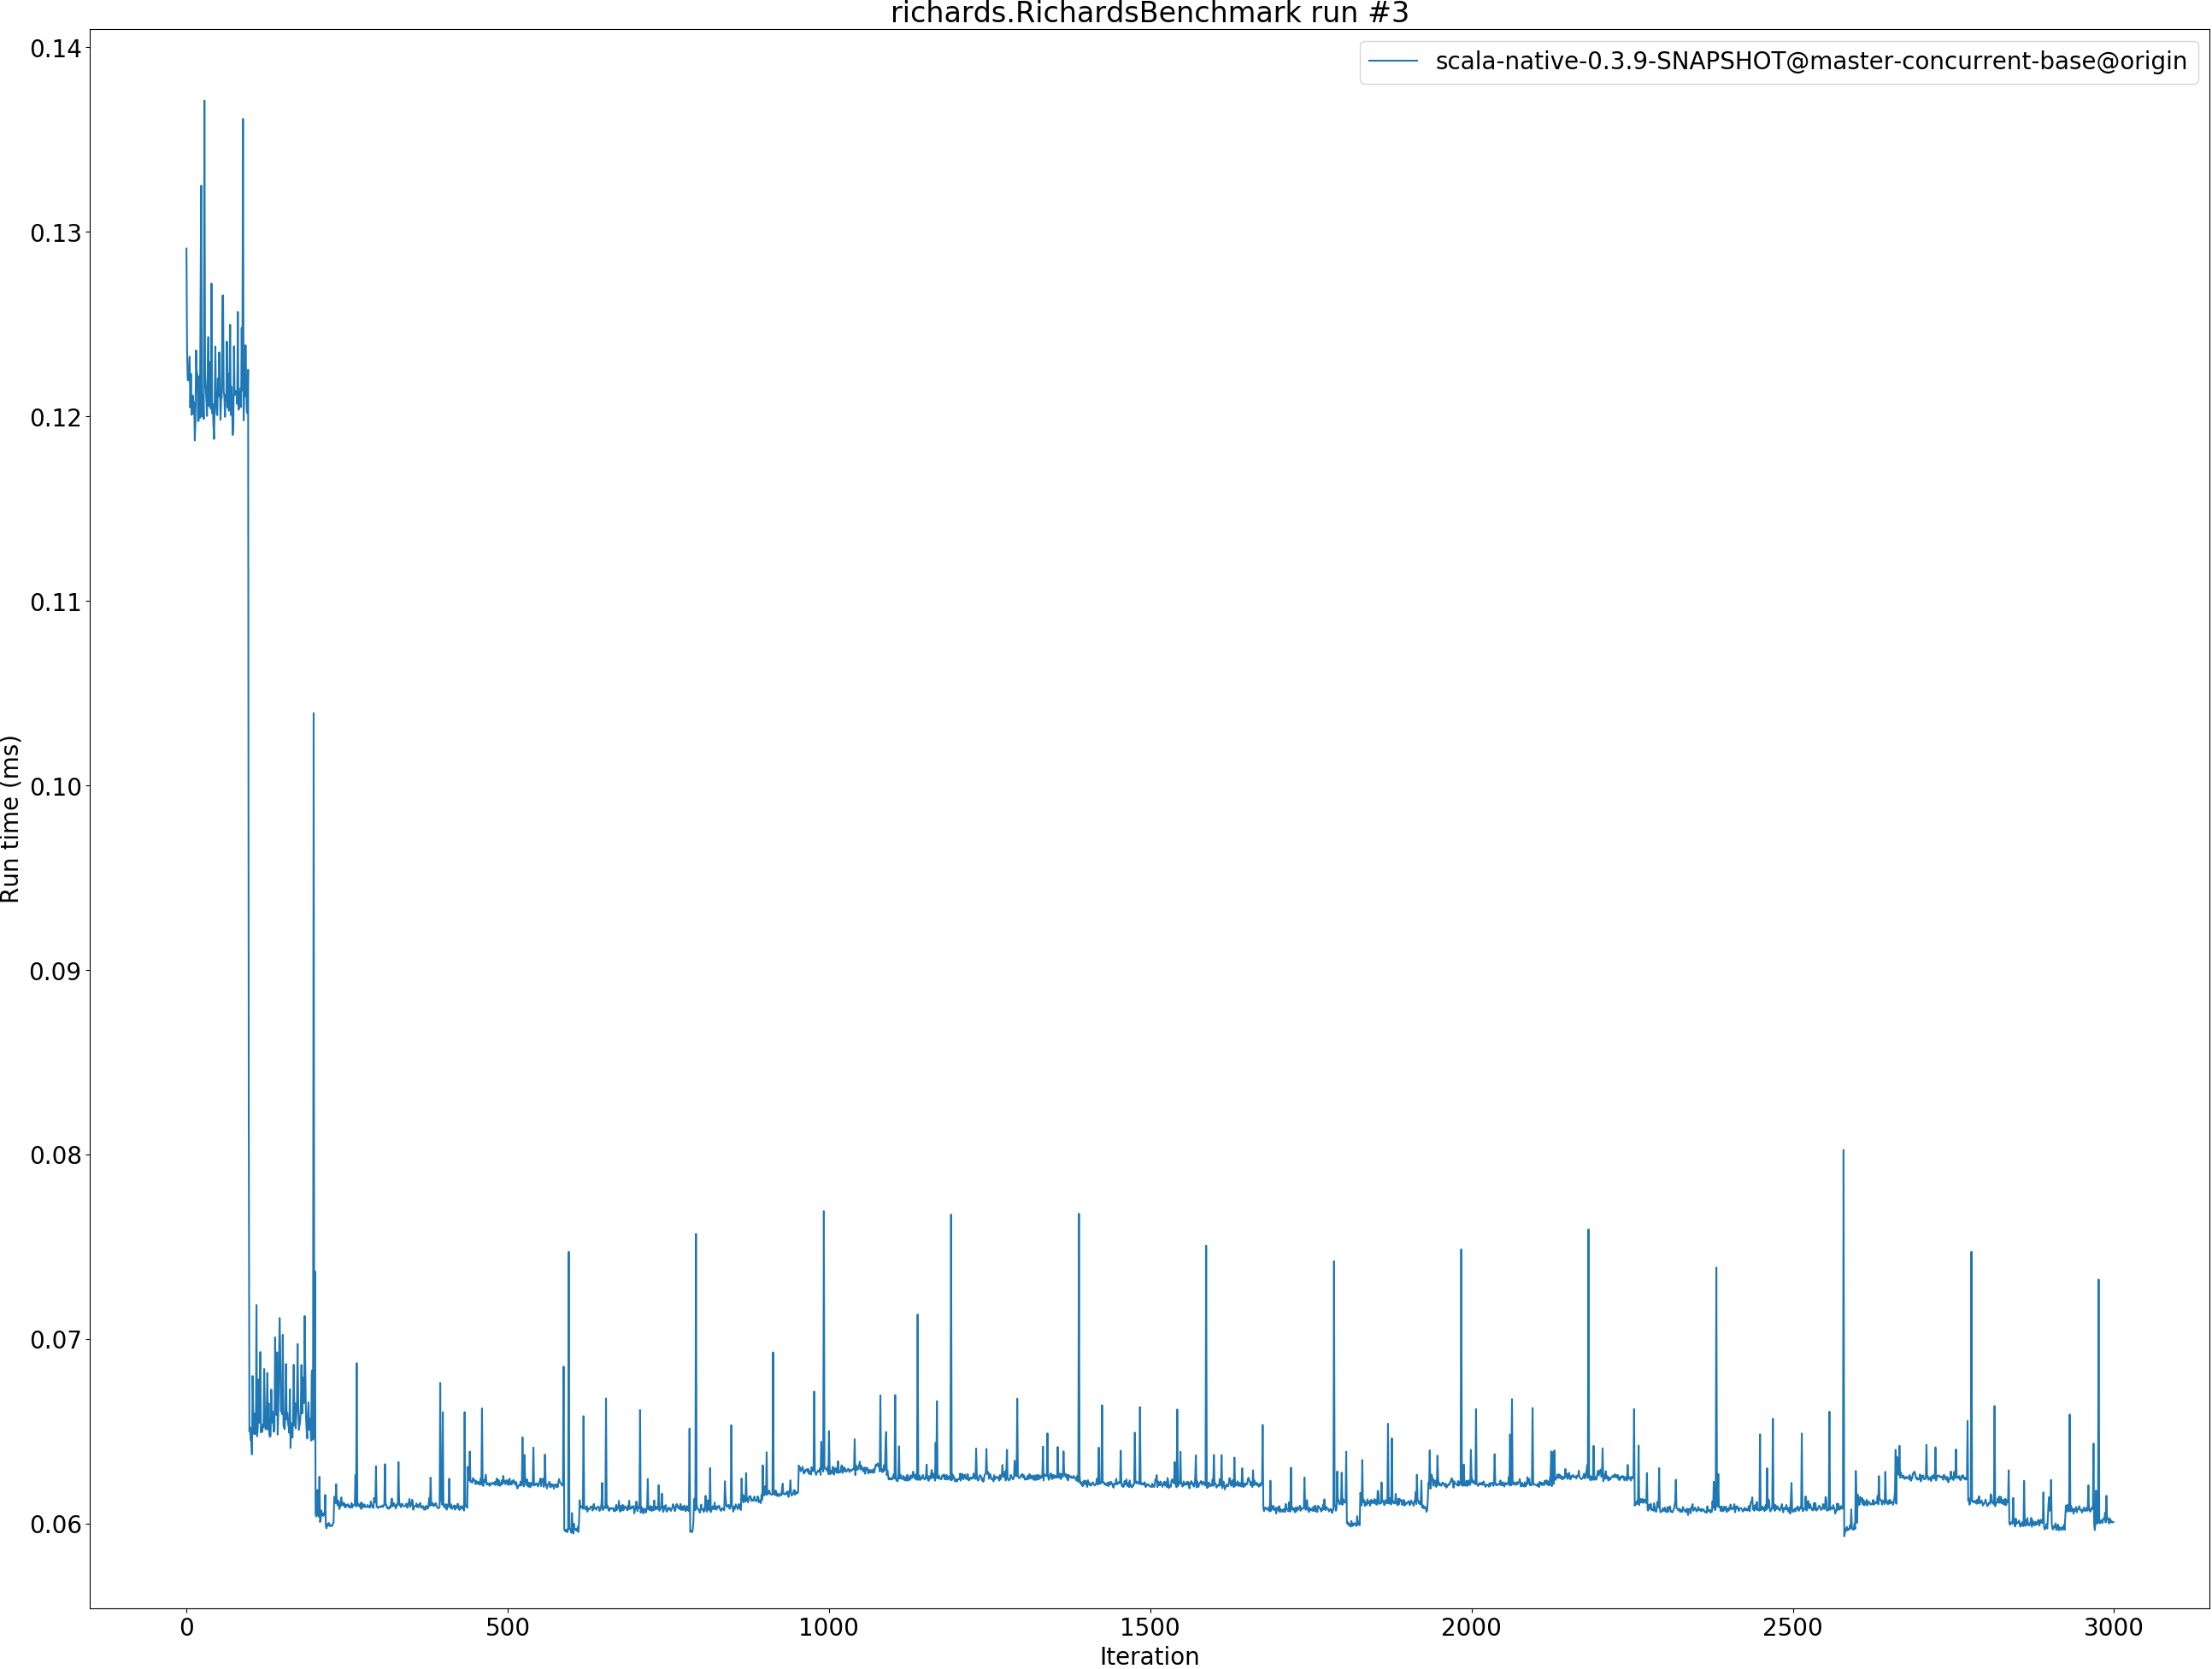 richards.RichardsBenchmark run #3
scala-native-0.3.9-SNAPSHOT@master-concurrent-base@origin
Run time (ms)
0.14
0.13
0.12
0.11
0.10
0.09
0.08
0.07
0.06
0 500 1000 1500 2000 2500 3000
Iteration